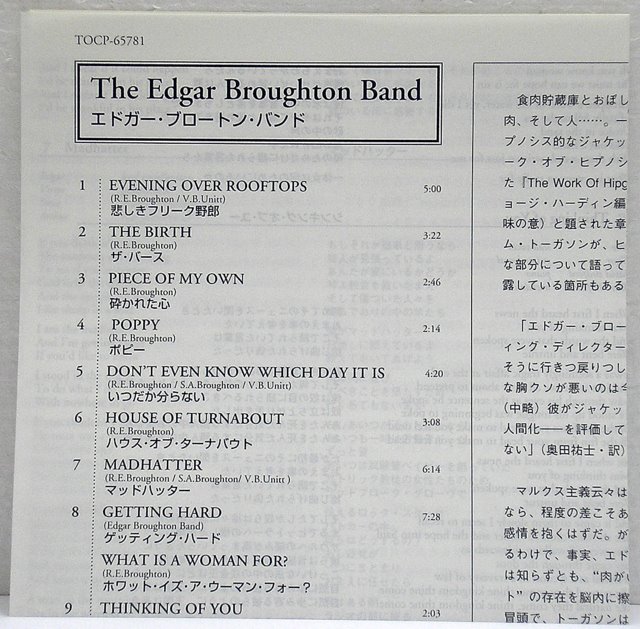 TOCP-65781
The Edgar Broughton Band
エドガー・ブロートン・バンド
1 EVENING OVER ROOFTOPS 5:00
(R.E.Broughton / V.B.Unitt)
悲しきフリーク野郎
2 THE BIRTH 3:22
(R.E.Broughton)
ザ・バース
3 PIECE OF MY OWN 2:46
(R.E.Broughton)
砕かれた心
4 POPPY 2:14
(R.E.Broughton)
ポピー
5 DON'T EVEN KNOW WHICH DAY IT IS 4:20
(R.E.Broughton / S.A.Broughton / V.B.Unitt)
いつだか分らない
6 HOUSE OF TURNABOUT 3:08
(R.E.Broughton)
ハウス・オブ・ターナバウト
7 MADHATTER 6:14
(R.E.Broughton / S.A.Broughton/ V.B.Unitt )
マッドハッター
8 GETTING HARD 7:28
(Edgar Broughton Band)
ゲッティング・ハード
WHAT IS A WOMAN FOR?
(R.E.Broughton)
ホワット・イズ・ア・ウーマン・フォー？
9 THINKING OF YOU 2:03
食肉貯蔵庫とおぼし
肉、そして人……。一
プノシス的なジャケッ
ーク・オブ・ヒプノシ
た『The Work Of Hipg
ョージ・ハーディン編
味の意）と題された章
ム・トーガソンが、ヒ
な部分について語って
露している箇所もある
「エドガー・ブロー
ィング・ディレクター
そうに行きつ戻りつし
な胸クソが悪いのは今
（中略）彼がジャケッ
人間化――を評価して
ない」（奥田祐士・訳）
マルクス主義云々は
なら、程度の差こそあ
感情を抱くはずだ。が
るわけで、事実、エド
は知らずとも、"肉がい
ト"の存在を脳内に擦
冒頭で、トーガソンは